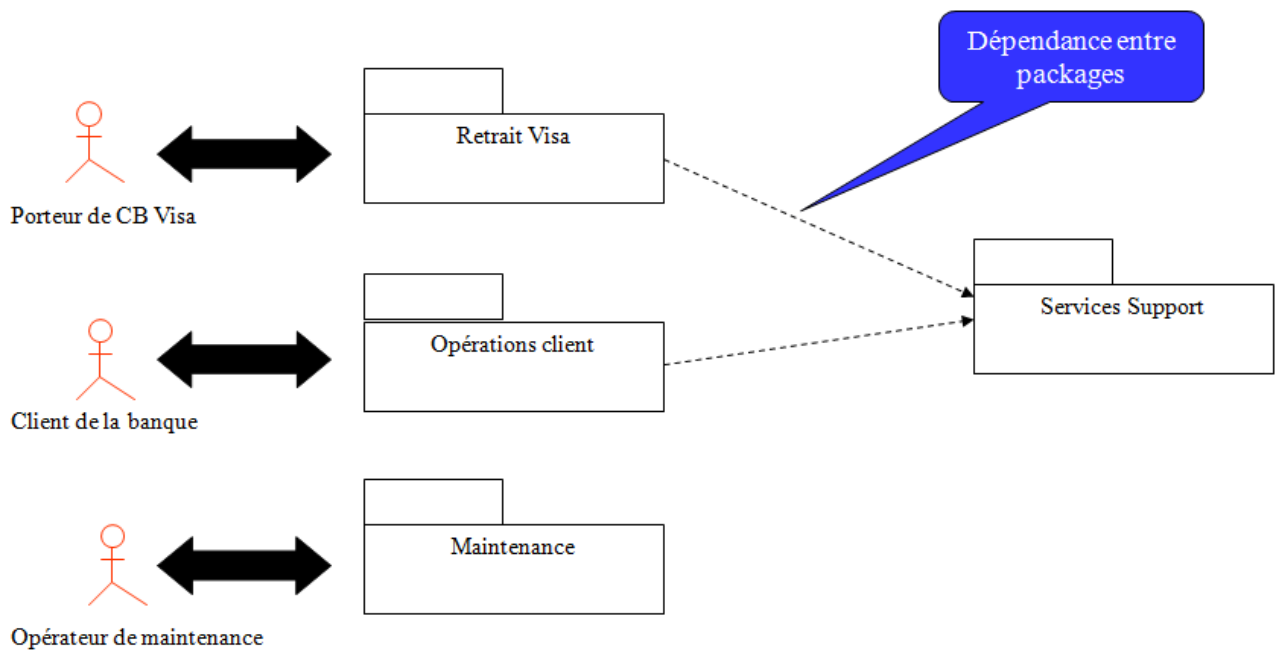 Dépendance entre
packages
Retrait Visa
Porteur de CB Visa
Services Support
Opérations client
Client de la banque
Maintenance
Opérateur de maintenance